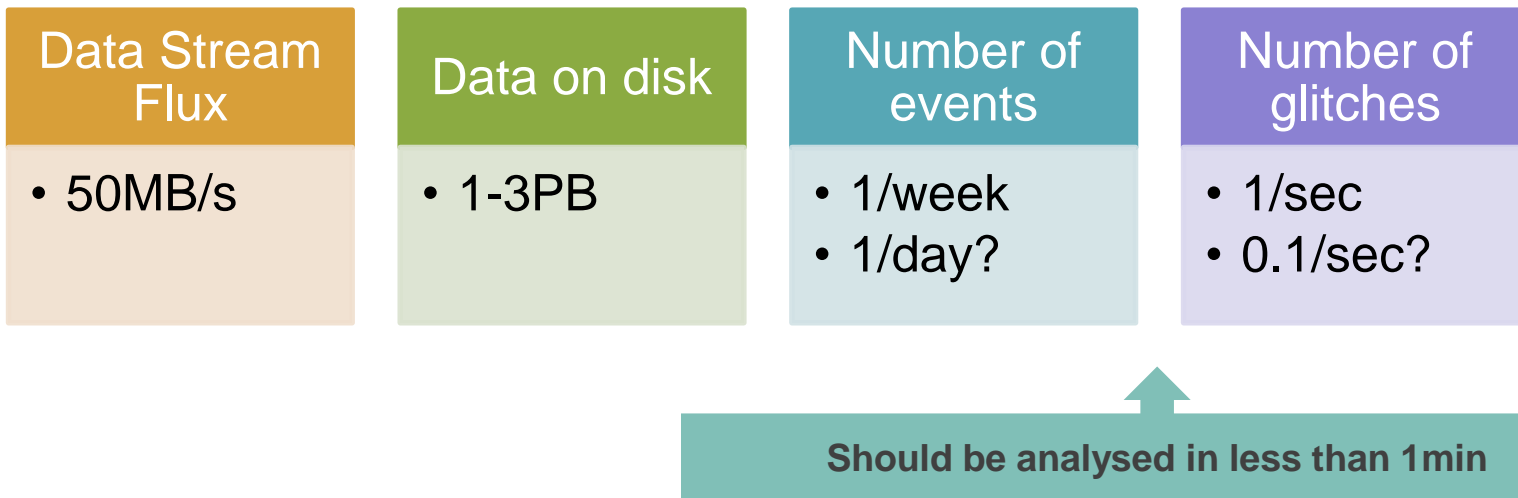 Data Stream
Flux
• 50MB/s
Data on disk
• 1-3PB
Number of
events
• 1/week
• 1/day?
Number of
glitches
• 1/sec
• 0.1/sec?
Should be analysed in less than 1min